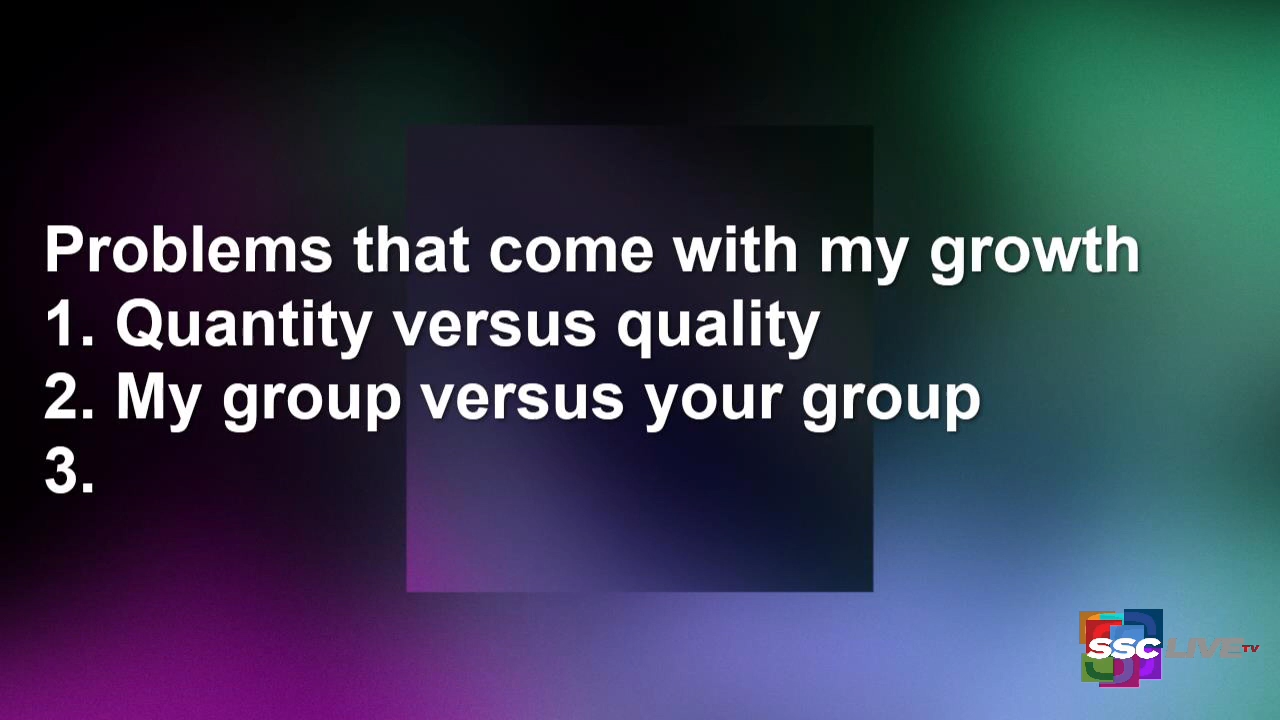 Problems that come with my growth
1. Quantity versus quality
2. My group versus your group
3.
SSC LIVE TV